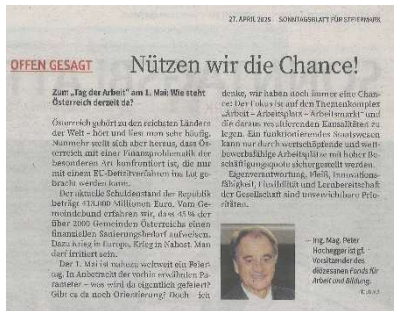 27. APRIL 2025 SONNTAGSBLATT FÜR STEIERMARK
OFFEN GESAGT
Nützen wir die Chance!
Zum „Tag der Arbeit“ am 1. Mai: Wie steht
Österreich derzeit da?
Österreich gehört zu den reichsten Ländern
der Welt – hört und liest man sehr häufig.
Nunmehr stellt sich aber heraus, dass Ös-
terreich mit einer Finanzproblematik der
besonderen Art konfrontiert ist, die nur
mit einem EU-Defizitverfahren ins Lot ge-
bracht werden kann.
Der aktuelle Schuldenstand der Republik
beträgt Millionen Euro. Vom Ge-
meindebund erfahren wir, dass 45 % der
über 2000 Gemeinden Österreichs einen
finanziellen Sanierungsbedarf aufweisen.
Dazu Krieg in Europa, Krieg in Nahost. Man
darf irritiert sein.
Der 1. Mai ist nahezu weltweit ein Feier-
tag. In Anbetracht der vorhin erwähnten Pa-
rameter – was wird da eigentlich gefeiert?
Gibt es da noch Orientierung? Doch – ich
denke, wir haben noch immer eine Chan-
ce: Der Fokus ist auf den Themenkomplex
„Arbeit – Arbeitsplatz – Arbeitsmarkt“ und
die daraus resultierenden Kausalitäten zu
legen. Ein funktionierendes Staatswesen
kann nur durch wertschöpfende und wett-
bewerbsfähige Arbeitsplätze mit hoher Be-
schäftigungsquote sichergestellt werden.
Eigenverantwortung, Fleiß, Innovations-
fähigkeit, Flexibilität und Lernbereitschaft
der Gesellschaft sind unverzichtbare Prio-
ritäten.
Ing. Mag. Peter
Hochegger ist gf.
Vorsitzender des
diözesanen Fonds für
Arbeit und Bildung.